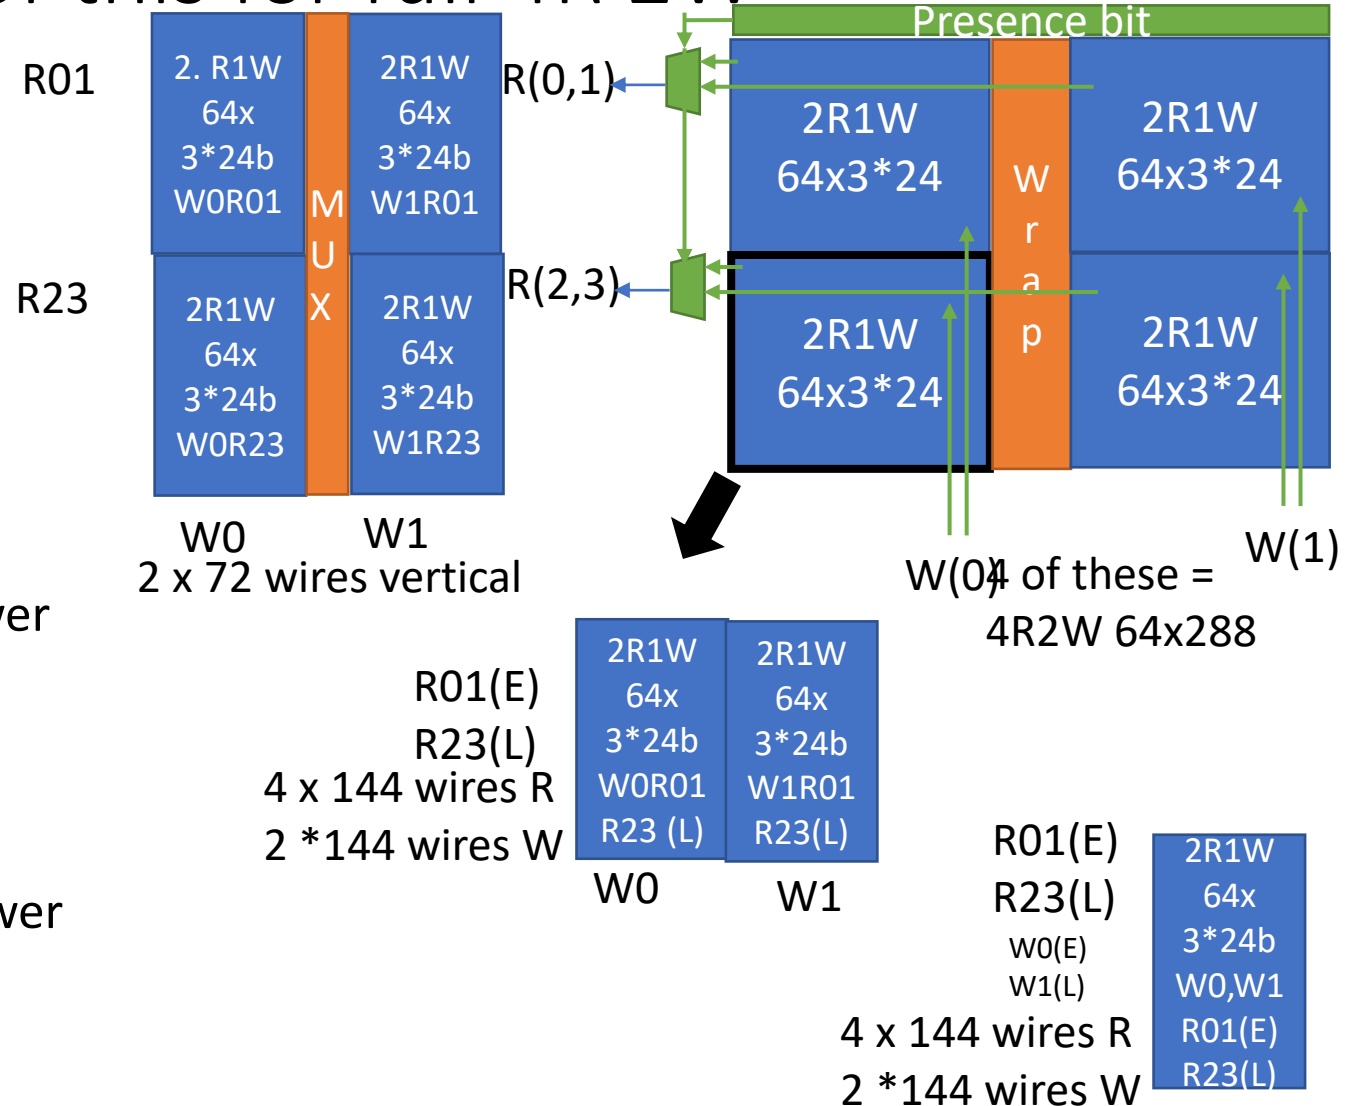 Presence bit
R01
2. R1W
64x
3*24b
W0R01
MUX
2R1W
64x
3*24b
W1R01
R(0,1)
2R1W
64x3*24
Wrap
2R1W
64x3*24
R23
2R1W
64x
3*24b
W0R23
2R1W
64x
3*24b
W1R23
R(2,3)
2R1W
64x3*24
2R1W
64x3*24
W0
W1
2 x 72 wires vertical
W(0)
W(1)
4 of these =
4R2W 64x288
R01(E)
R23(L)
4 x 144 wires R
2 *144 wires W
2R1W
64x
3*24b
W0R01
R23 (L)
2R1W
64x
3*24b
W1R01
R23(L)
W0
W1
R01(E)
R23(L)
W0(E)
W1(L)
4 x 144 wires R
2 *144 wires W
2R1W
64x
3*24b
W0,W1
R01(E)
R23(L)